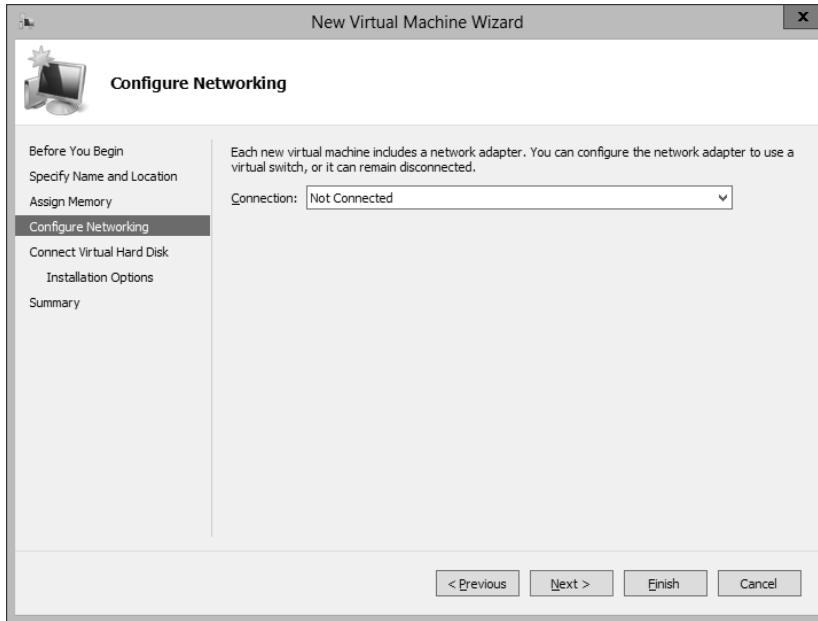 New Virtual Machine Wizard
x
Configure Networking
Before You Begin
Specify Name and Location
Assign Memory
Configure Networking
Connect Virtual Hard Disk
Installation Options
Summary
Each new virtual machine includes a network adapter. You can configure the network adapter to use a
virtual switch, or it can remain disconnected.
Connection: Not Connected
< Previous Next > Finish Cancel